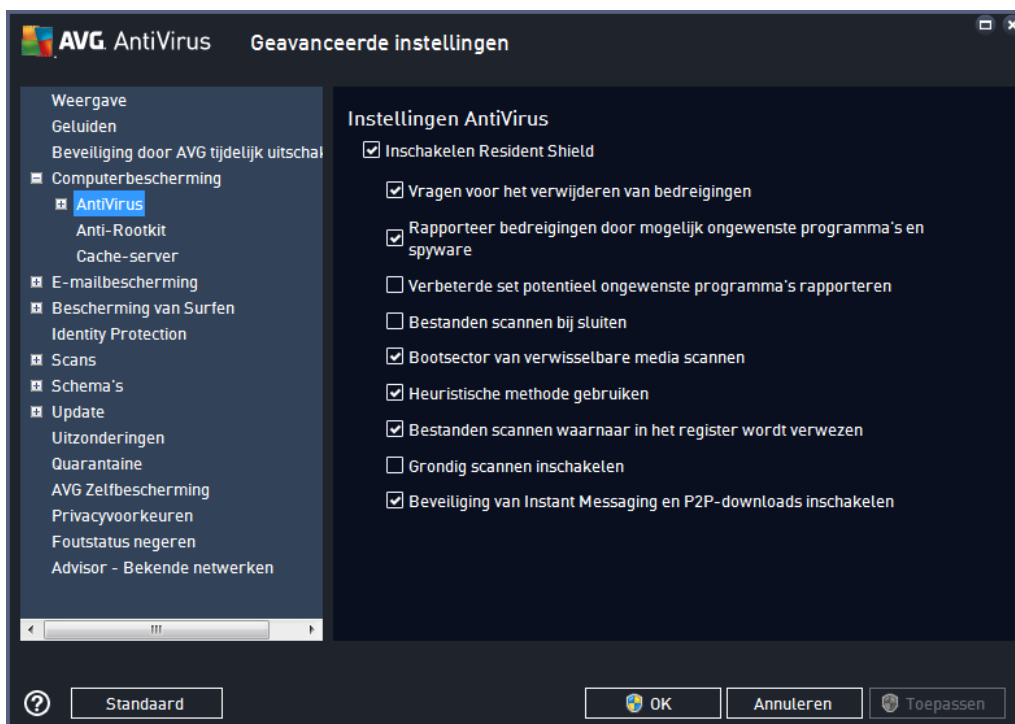 AVG. AntiVirus Geavanceerde instellingen
Weergave
Geluiden
Beveiliging door AVG tijdelijk uitschak
Computerbescherming
AntiVirus
Anti-Rootkit
Cache-server
E-mailbescherming
Bescherming van Surfen
Identity Protection
Scans
Schema's
Update
Uitzonderingen
Quarantaine
AVG Zelfbescherming
Privacyvoorkeuren
Foutstatus negeren
Advisor - Bekende netwerken
Instellingen AntiVirus
Inschakelen Resident Shield
Vragen voor het verwijderen van bedreigingen
Rapporteer bedreigingen door mogelijk ongewenste programma's en
spyware
Verbeterde set potentieel ongewenste programma's rapporteren
Bestanden scannen bij sluiten
Bootsector van verwisselbare media scannen
Heuristische methode gebruiken
Bestanden scannen waarnaar in het register wordt verwezen
Grondig scannen inschakelen
Beveiliging van Instant Messaging en P2P-downloads inschakelen
? Standaard OK Annuleren Toepassen